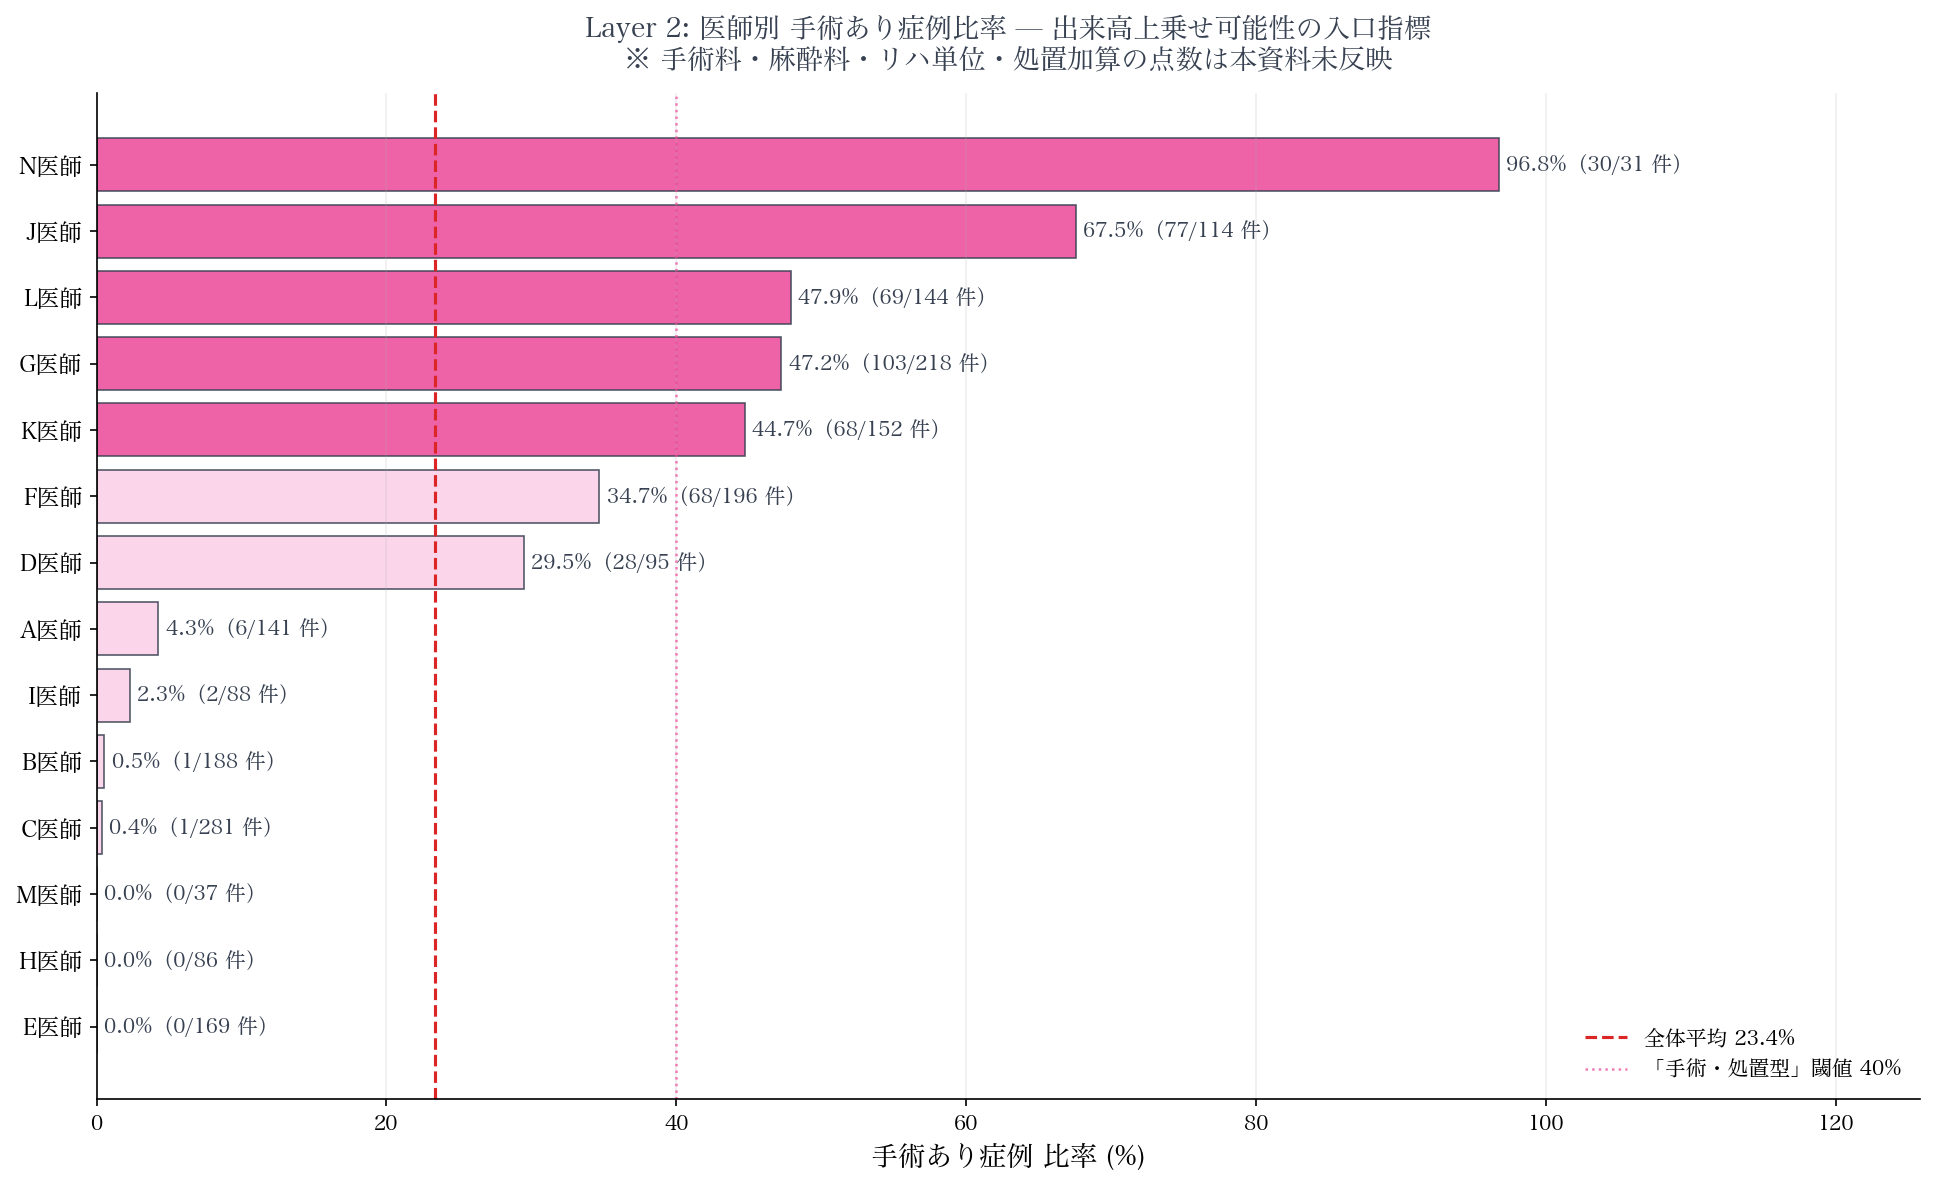 Layer 2: 医師別 手術あり症例比率 — 出来高上乗せ可能性の入口指標
※ 手術料・麻酔料・リハ単位・処置加算の点数は本資料未反映
N医師 96.8%（30/31 件）
J医師 67.5%（77/114 件）
L医師 47.9%（69/144 件）
G医師 47.2%（103/218 件）
K医師 44.7%（68/152 件）
F医師 34.7%（68/196 件）
D医師 29.5%（28/95 件）
A医師 4.3%（6/141 件）
I医師 2.3%（2/88 件）
B医師 0.5%（1/188 件）
C医師 0.4%（1/281 件）
M医師 0.0%（0/37 件）
H医師 0.0%（0/86 件）
E医師 0.0%（0/169 件）
全体平均 23.4%
「手術・処置型」閾値 40%
0 20 40 60 80 100 120
手術あり症例 比率 (%)